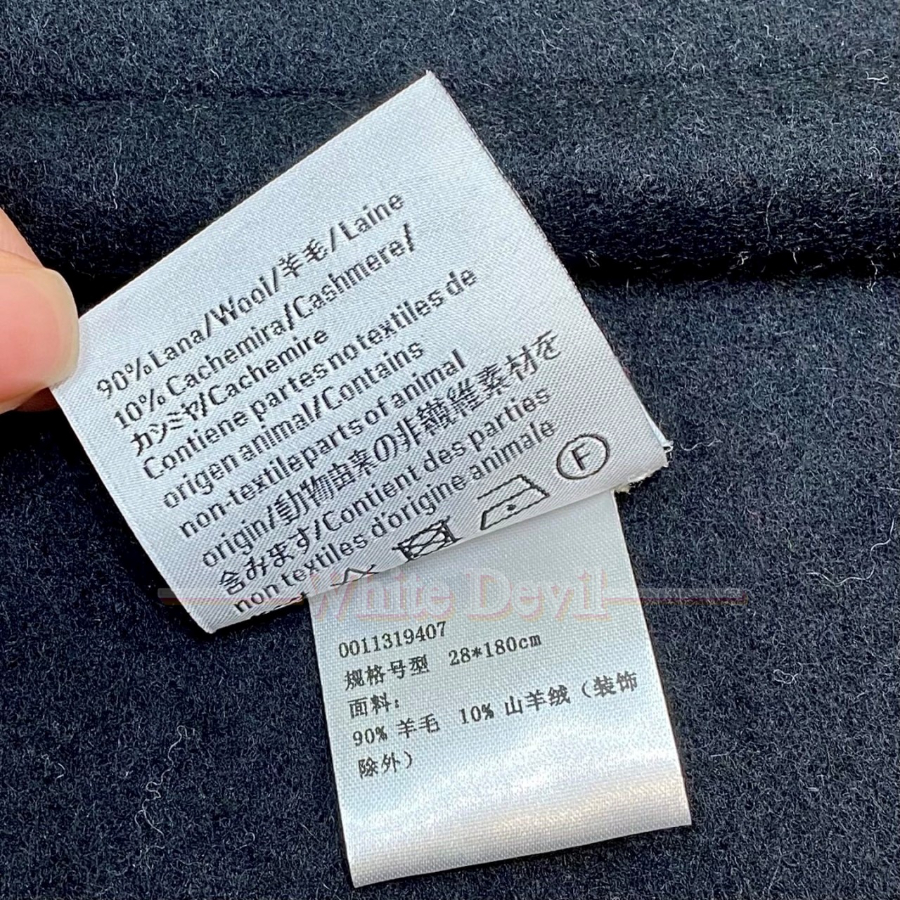 90%Lana/Wool/羊毛/Laine
10% Cachemira/Cashmere/
カシミヤ/Cachemire
Contiene partes no textiles de
origen animal/Contains
non-textile parts of animal
origin/動物由来の非繊維素材を
含みます/Contient des parties
non textiles d'origine animale
F
White Devil
0011319407
规格号型 28*180cm
面料:
90% 羊毛 10% 山羊绒（装饰
除外）